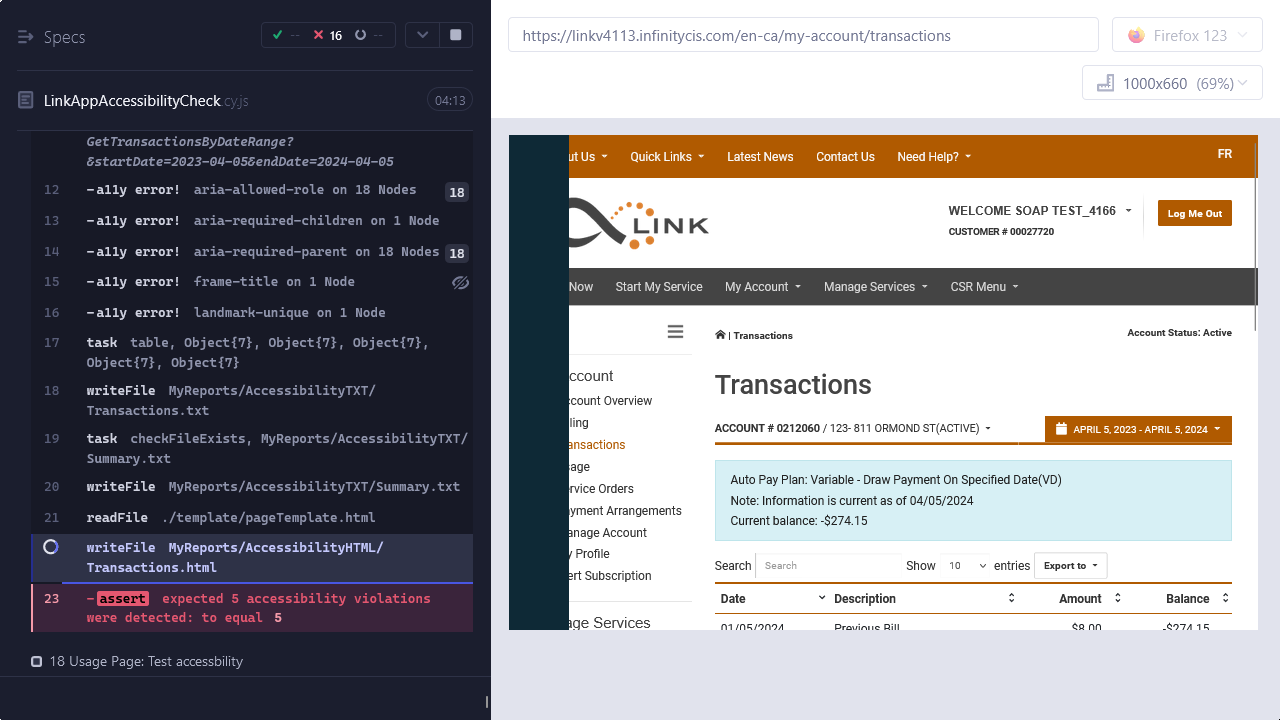 Specs
--
16
--
LinkAppAccessibilityCheck.cy.js
04:13
GetTransactionsByDateRange?
&startDate=2023-04-05&endDate=2024-04-05
12 -a11y error! aria-allowed-role on 18 Nodes 18
13 -a11y error! aria-required-children on 1 Node
14 -a11y error! aria-required-parent on 18 Nodes 18
15 -a11y error! frame-title on 1 Node
16 -a11y error! landmark-unique on 1 Node
17 task table, Object{7}, Object{7}, Object{7},
Object{7}, Object{7}
18 writeFile MyReports/AccessibilityTXT/
Transactions.txt
19 task checkFileExists, MyReports/AccessibilityTXT/
Summary.txt
20 writeFile MyReports/AccessibilityTXT/Summary.txt
21 readFile ./template/pageTemplate.html
writeFile MyReports/AccessibilityHTML/
Transactions.html
23 -assert expected 5 accessibility violations
were detected: to equal 5
18 Usage Page: Test accessbility
https://linkv4113.infinitycis.com/en-ca/my-account/transactions
Firefox 123
1000x660 (69%)
ut Us Quick Links Latest News Contact Us Need Help? FR
LINK
WELCOME SOAP TEST_4166
CUSTOMER # 00027720
Log Me Out
Now Start My Service My Account Manage Services CSR Menu
| Transactions
Account Status: Active
ccount
ccount Overview
ling
ansactions
sage
ervice Orders
ayment Arrangements
anage Account
y Profile
ert Subscription
age Services
Transactions
ACCOUNT # 0212060 / 123- 811 ORMOND ST(ACTIVE)
APRIL 5, 2023 - APRIL 5, 2024
Auto Pay Plan: Variable - Draw Payment On Specified Date(VD)
Note: Information is current as of 04/05/2024
Current balance: -$274.15
Search Search Show 10 entries Export to
Date Description Amount Balance
01/05/2024 Previous Bill $8.00 -$274.15